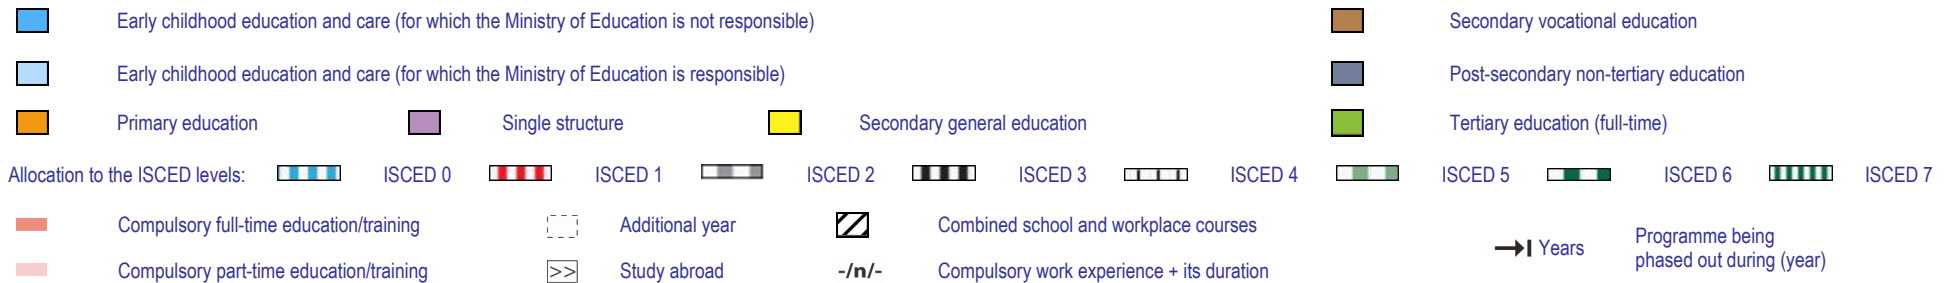 Early childhood education and care (for which the Ministry of Education is not responsible) Secondary vocational education
Early childhood education and care (for which the Ministry of Education is responsible) Post-secondary non-tertiary education
Primary education Single structure Secondary general education Tertiary education (full-time)
Allocation to the ISCED levels: ISCED 0 ISCED 1 ISCED 2 ISCED 3 ISCED 4 ISCED 5 ISCED 6 ISCED 7
Compulsory full-time education/training Additional year Combined school and workplace courses
Years Programme being
phased out during (year)
Compulsory part-time education/training >> Study abroad -/n/- Compulsory work experience + its duration